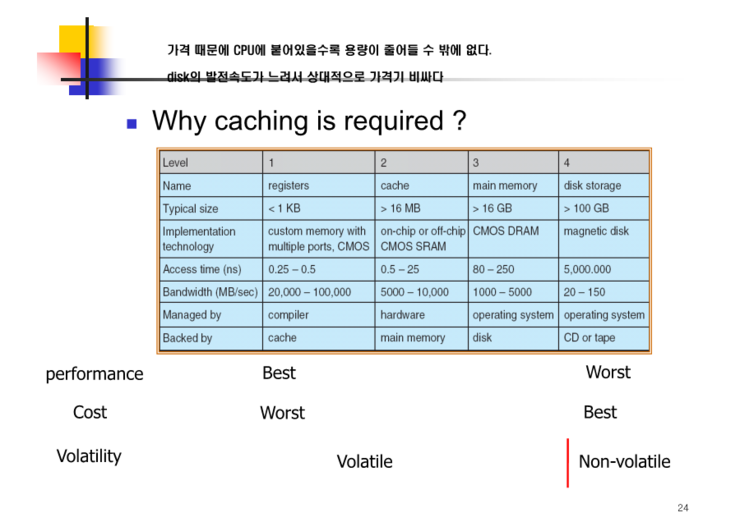 가격 때문에 CPU에 붙어있을수록 용량이 줄어들 수 밖에 없다.
disk의 발전속도가 느려서 상대적으로 가격기 비싸다
Why caching is required ?
Level 1 2 3 4
Name registers cache main memory disk storage
Typical size < 1 KB > 16 MB > 16 GB > 100 GB
Implementation technology custom memory with multiple ports, CMOS on-chip or off-chip CMOS SRAM CMOS DRAM magnetic disk
Access time (ns) 0.25 – 0.5 0.5 – 25 80 – 250 5,000.000
Bandwidth (MB/sec) 20,000 – 100,000 5000 – 10,000 1000 – 5000 20 – 150
Managed by compiler hardware operating system operating system
Backed by cache main memory disk CD or tape
performance Best Worst
Cost Worst Best
Volatility Volatile Non-volatile
24